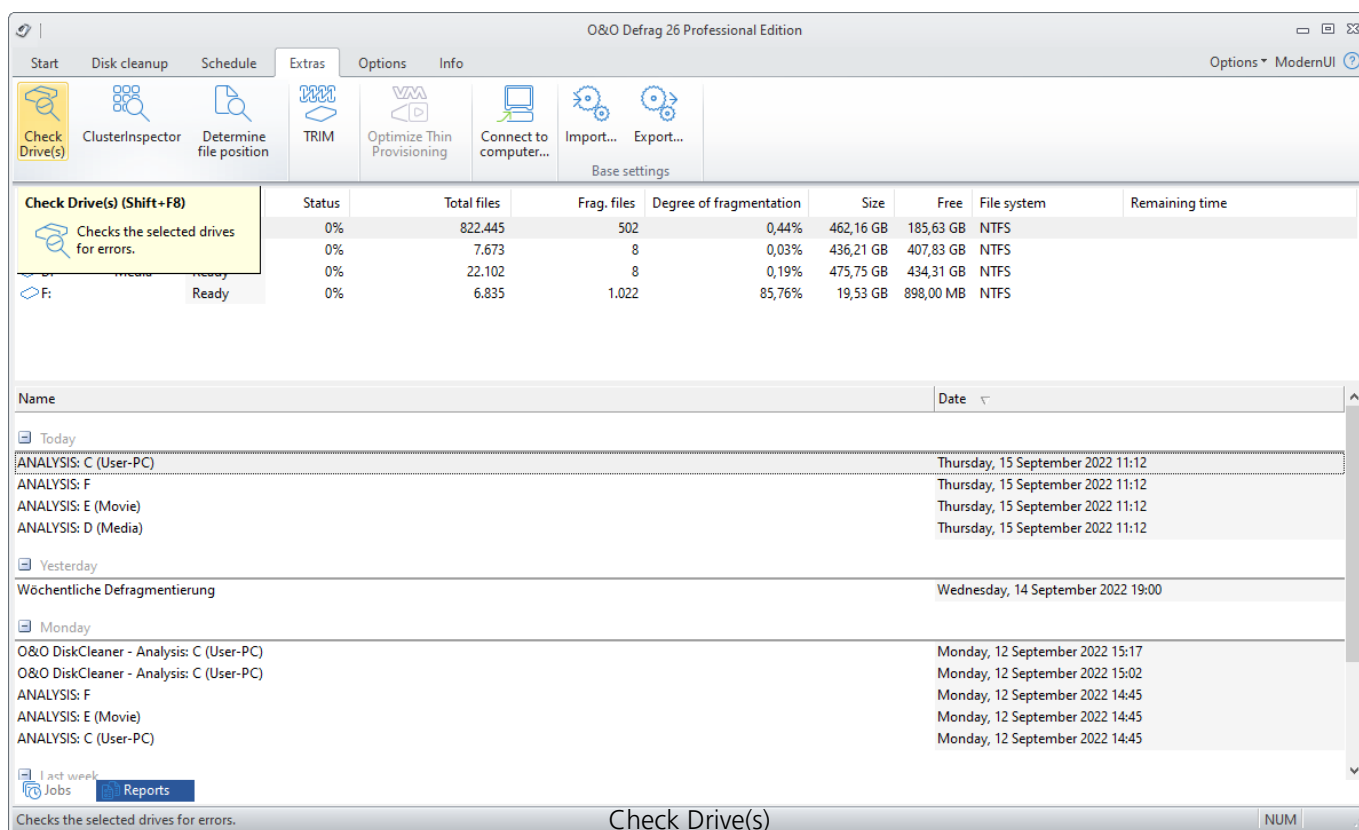 O&O Defrag 26 Professional Edition
Start Disk cleanup Schedule Extras Options Info Options ModernUI ?
Check Drive(s) ClusterInspector Determine file position TRIM Optimize Thin Provisioning Connect to computer... Import... Export...
Base settings
Check Drive(s) (Shift+F8)
Checks the selected drives
for errors.
Status Total files Frag. files Degree of fragmentation Size Free File system Remaining time
0% 822.445 502 0,44% 462,16 GB 185,63 GB NTFS
0% 7.673 8 0,03% 436,21 GB 407,83 GB NTFS
D: Media Ready 0% 22.102 8 0,19% 475,75 GB 434,31 GB NTFS
F: Ready 0% 6.835 1.022 85,76% 19,53 GB 898,00 MB NTFS
Name Date
Today
ANALYSIS: C (User-PC) Thursday, 15 September 2022 11:12
ANALYSIS: F Thursday, 15 September 2022 11:12
ANALYSIS: E (Movie) Thursday, 15 September 2022 11:12
ANALYSIS: D (Media) Thursday, 15 September 2022 11:12
Yesterday
Wöchentliche Defragmentierung Wednesday, 14 September 2022 19:00
Monday
O&O DiskCleaner - Analysis: C (User-PC) Monday, 12 September 2022 15:17
O&O DiskCleaner - Analysis: C (User-PC) Monday, 12 September 2022 15:02
ANALYSIS: F Monday, 12 September 2022 14:45
ANALYSIS: E (Movie) Monday, 12 September 2022 14:45
ANALYSIS: C (User-PC) Monday, 12 September 2022 14:45
Last week
Jobs Reports
Checks the selected drives for errors. Check Drive(s) NUM